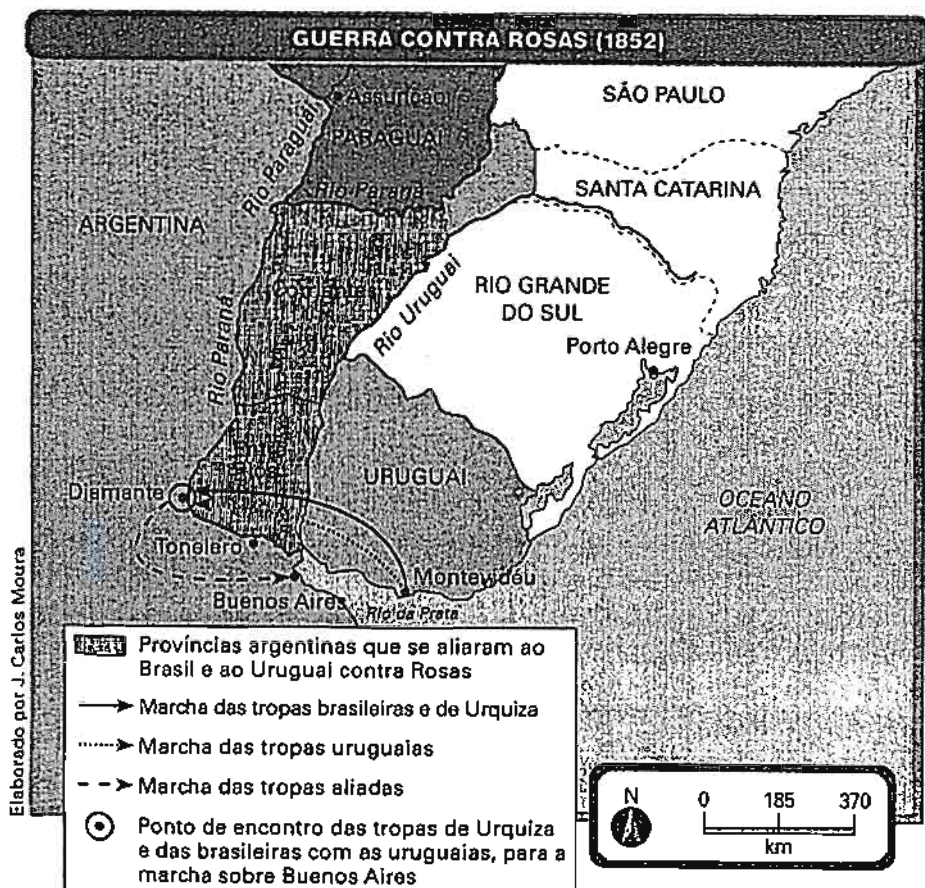 GUERRA CONTRA ROSAS (1852)
Assunção
PARAGUAI
Rio Paraguai
Rio Paraná
ARGENTINA
SÃO PAULO
SANTA CATARINA
Rio Uruguai
RIO GRANDE
DO SUL
Porto Alegre
Rio Paraná
Corrientes
Entre
Rios
URUGUAI
Diamante
Tonelero
Buenos Aires
Montevidéu
Rio da Prata
OCEANO
ATLÂNTICO
Elaborado por J. Carlos Moura
Províncias argentinas que se aliaram ao
Brasil e ao Uruguai contra Rosas
Marcha das tropas brasileiras e de Urquiza
Marcha das tropas uruguaias
Marcha das tropas aliadas
Ponto de encontro das tropas de Urquiza
e das brasileiras com as uruguaias, para a
marcha sobre Buenos Aires
N
0 185 370
km